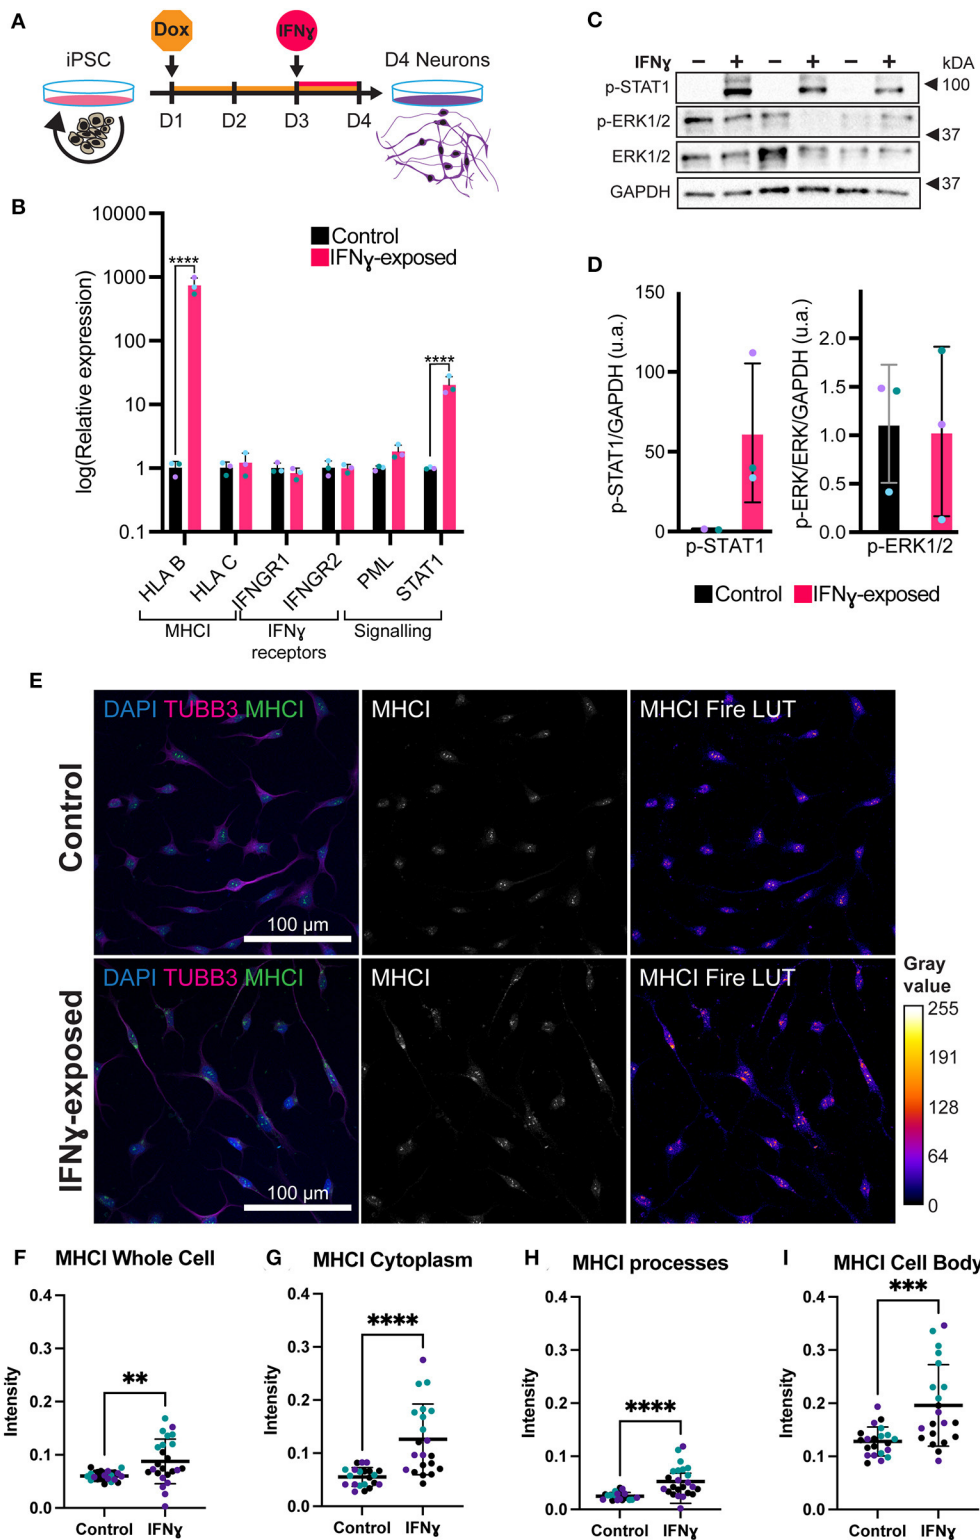 A
iPSC
Dox
IFNɣ
D4 Neurons
D1 D2 D3 D4
B
log(Relative expression)
10000
1000
100
10
1
0.1
Control
IFNɣ-exposed
****
****
HLA B
HLA C
IFNGR1
IFNGR2
PML
STAT1
MHCI
IFNɣ
receptors
Signalling
C
IFNɣ − + − + − + kDA
p-STAT1 100
p-ERK1/2 37
ERK1/2
GAPDH 37
D
p-STAT1/GAPDH (u.a.)
150
100
50
0
p-STAT1
p-ERK/ERK/GAPDH (u.a.)
2.0
1.5
1.0
0.5
0.0
p-ERK1/2
Control IFNɣ-exposed
E
Control
DAPI TUBB3 MHCI
100 µm
MHCI
MHCI Fire LUT
IFNɣ-exposed
DAPI TUBB3 MHCI
100 µm
MHCI
MHCI Fire LUT
Gray
value
255
191
128
64
0
F MHCI Whole Cell
Intensity
0.4
0.3
0.2
0.1
0.0
**
Control IFNɣ
G MHCI Cytoplasm
Intensity
0.4
0.3
0.2
0.1
0.0
****
Control IFNɣ
H MHCI processes
Intensity
0.4
0.3
0.2
0.1
0.0
****
Control IFNɣ
I MHCI Cell Body
Intensity
0.4
0.3
0.2
0.1
0.0
***
Control IFNɣ